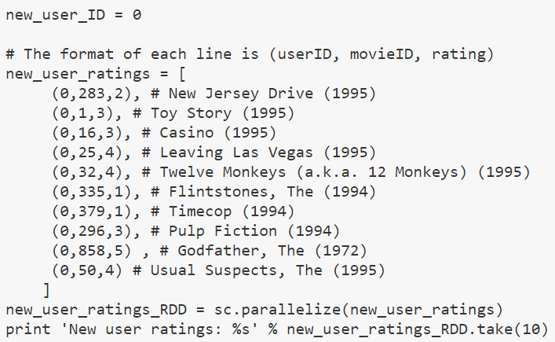 new_user_ID = 0
# The format of each line is (userID, movieID, rating)
new_user_ratings = [
     (0,283,2), # New Jersey Drive (1995)
     (0,1,3), # Toy Story (1995)
     (0,16,3), # Casino (1995)
     (0,25,4), # Leaving Las Vegas (1995)
     (0,32,4), # Twelve Monkeys (a.k.a. 12 Monkeys) (1995)
     (0,335,1), # Flintstones, The (1994)
     (0,379,1), # Timecop (1994)
     (0,296,3), # Pulp Fiction (1994)
     (0,858,5) , # Godfather, The (1972)
     (0,50,4) # Usual Suspects, The (1995)
    ]
new_user_ratings_RDD = sc.parallelize(new_user_ratings)
print 'New user ratings: %s' % new_user_ratings_RDD.take(10)